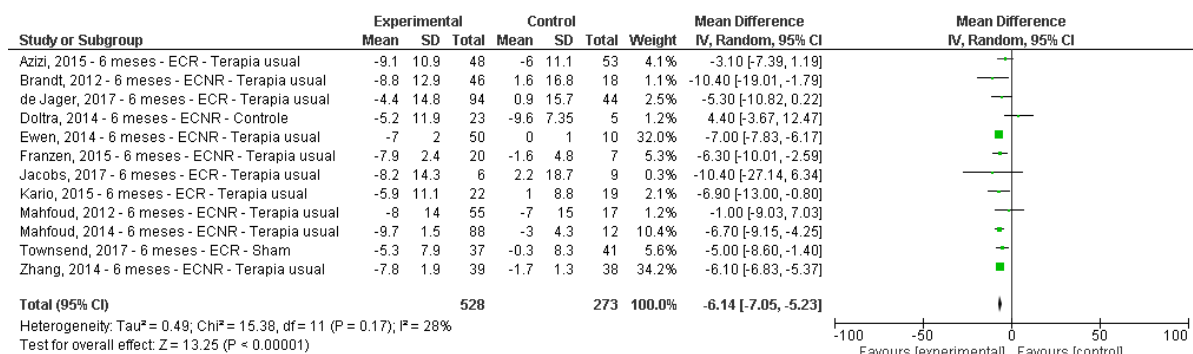 Experimental Control Mean Difference Mean Difference
Study or Subgroup Mean SD Total Mean SD Total Weight IV, Random, 95% CI IV, Random, 95% CI
Azizi, 2015 - 6 meses - ECR - Terapia usual -9.1 10.9 48 -6 11.1 53 4.1% -3.10 [-7.39, 1.19]
Brandt, 2012 - 6 meses - ECNR - Terapia usual -8.8 12.9 46 1.6 16.8 18 1.1% -10.40 [-19.01, -1.79]
de Jager, 2017 - 6 meses - ECR - Terapia usual -4.4 14.8 94 0.9 15.7 44 2.5% -5.30 [-10.82, 0.22]
Doltra, 2014 - 6 meses - ECNR - Controle -5.2 11.9 23 -9.6 7.35 5 1.2% 4.40 [-3.67, 12.47]
Ewen, 2014 - 6 meses - ECNR - Terapia usual -7 2 50 0 1 10 32.0% -7.00 [-7.83, -6.17]
Franzen, 2015 - 6 meses - ECNR - Terapia usual -7.9 2.4 20 -1.6 4.8 7 5.3% -6.30 [-10.01, -2.59]
Jacobs, 2017 - 6 meses - ECR - Terapia usual -8.2 14.3 6 2.2 18.7 9 0.3% -10.40 [-27.14, 6.34]
Kario, 2015 - 6 meses - ECR - Terapia usual -5.9 11.1 22 1 8.8 19 2.1% -6.90 [-13.00, -0.80]
Mahfoud, 2012 - 6 meses - ECNR - Terapia usual -8 14 55 -7 15 17 1.2% -1.00 [-9.03, 7.03]
Mahfoud, 2014 - 6 meses - ECNR - Terapia usual -9.7 1.5 88 -3 4.3 12 10.4% -6.70 [-9.15, -4.25]
Townsend, 2017 - 6 meses - ECR - Sham -5.3 7.9 37 -0.3 8.3 41 5.6% -5.00 [-8.60, -1.40]
Zhang, 2014 - 6 meses - ECNR - Terapia usual -7.8 1.9 39 -1.7 1.3 38 34.2% -6.10 [-6.83, -5.37]
Total (95% CI) 528 273 100.0% -6.14 [-7.05, -5.23]
Heterogeneity: Tau² = 0.49; Chi² = 15.38, df = 11 (P = 0.17); I² = 28%
Test for overall effect: Z = 13.25 (P < 0.00001)
-100 -50 0 50 100
Favours [experimental] Favours [control]